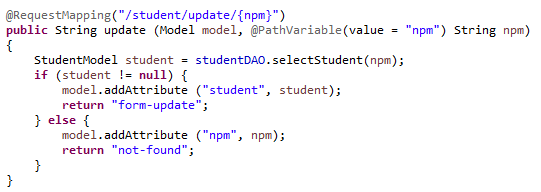 @RequestMapping("/student/update/{npm}")
public String update (Model model, @PathVariable(value = "npm") String npm)
{
    StudentModel student = studentDAO.selectStudent(npm);
    if (student != null) {
        model.addAttribute ("student", student);
        return "form-update";
    } else {
        model.addAttribute ("npm", npm);
        return "not-found";
    }
}